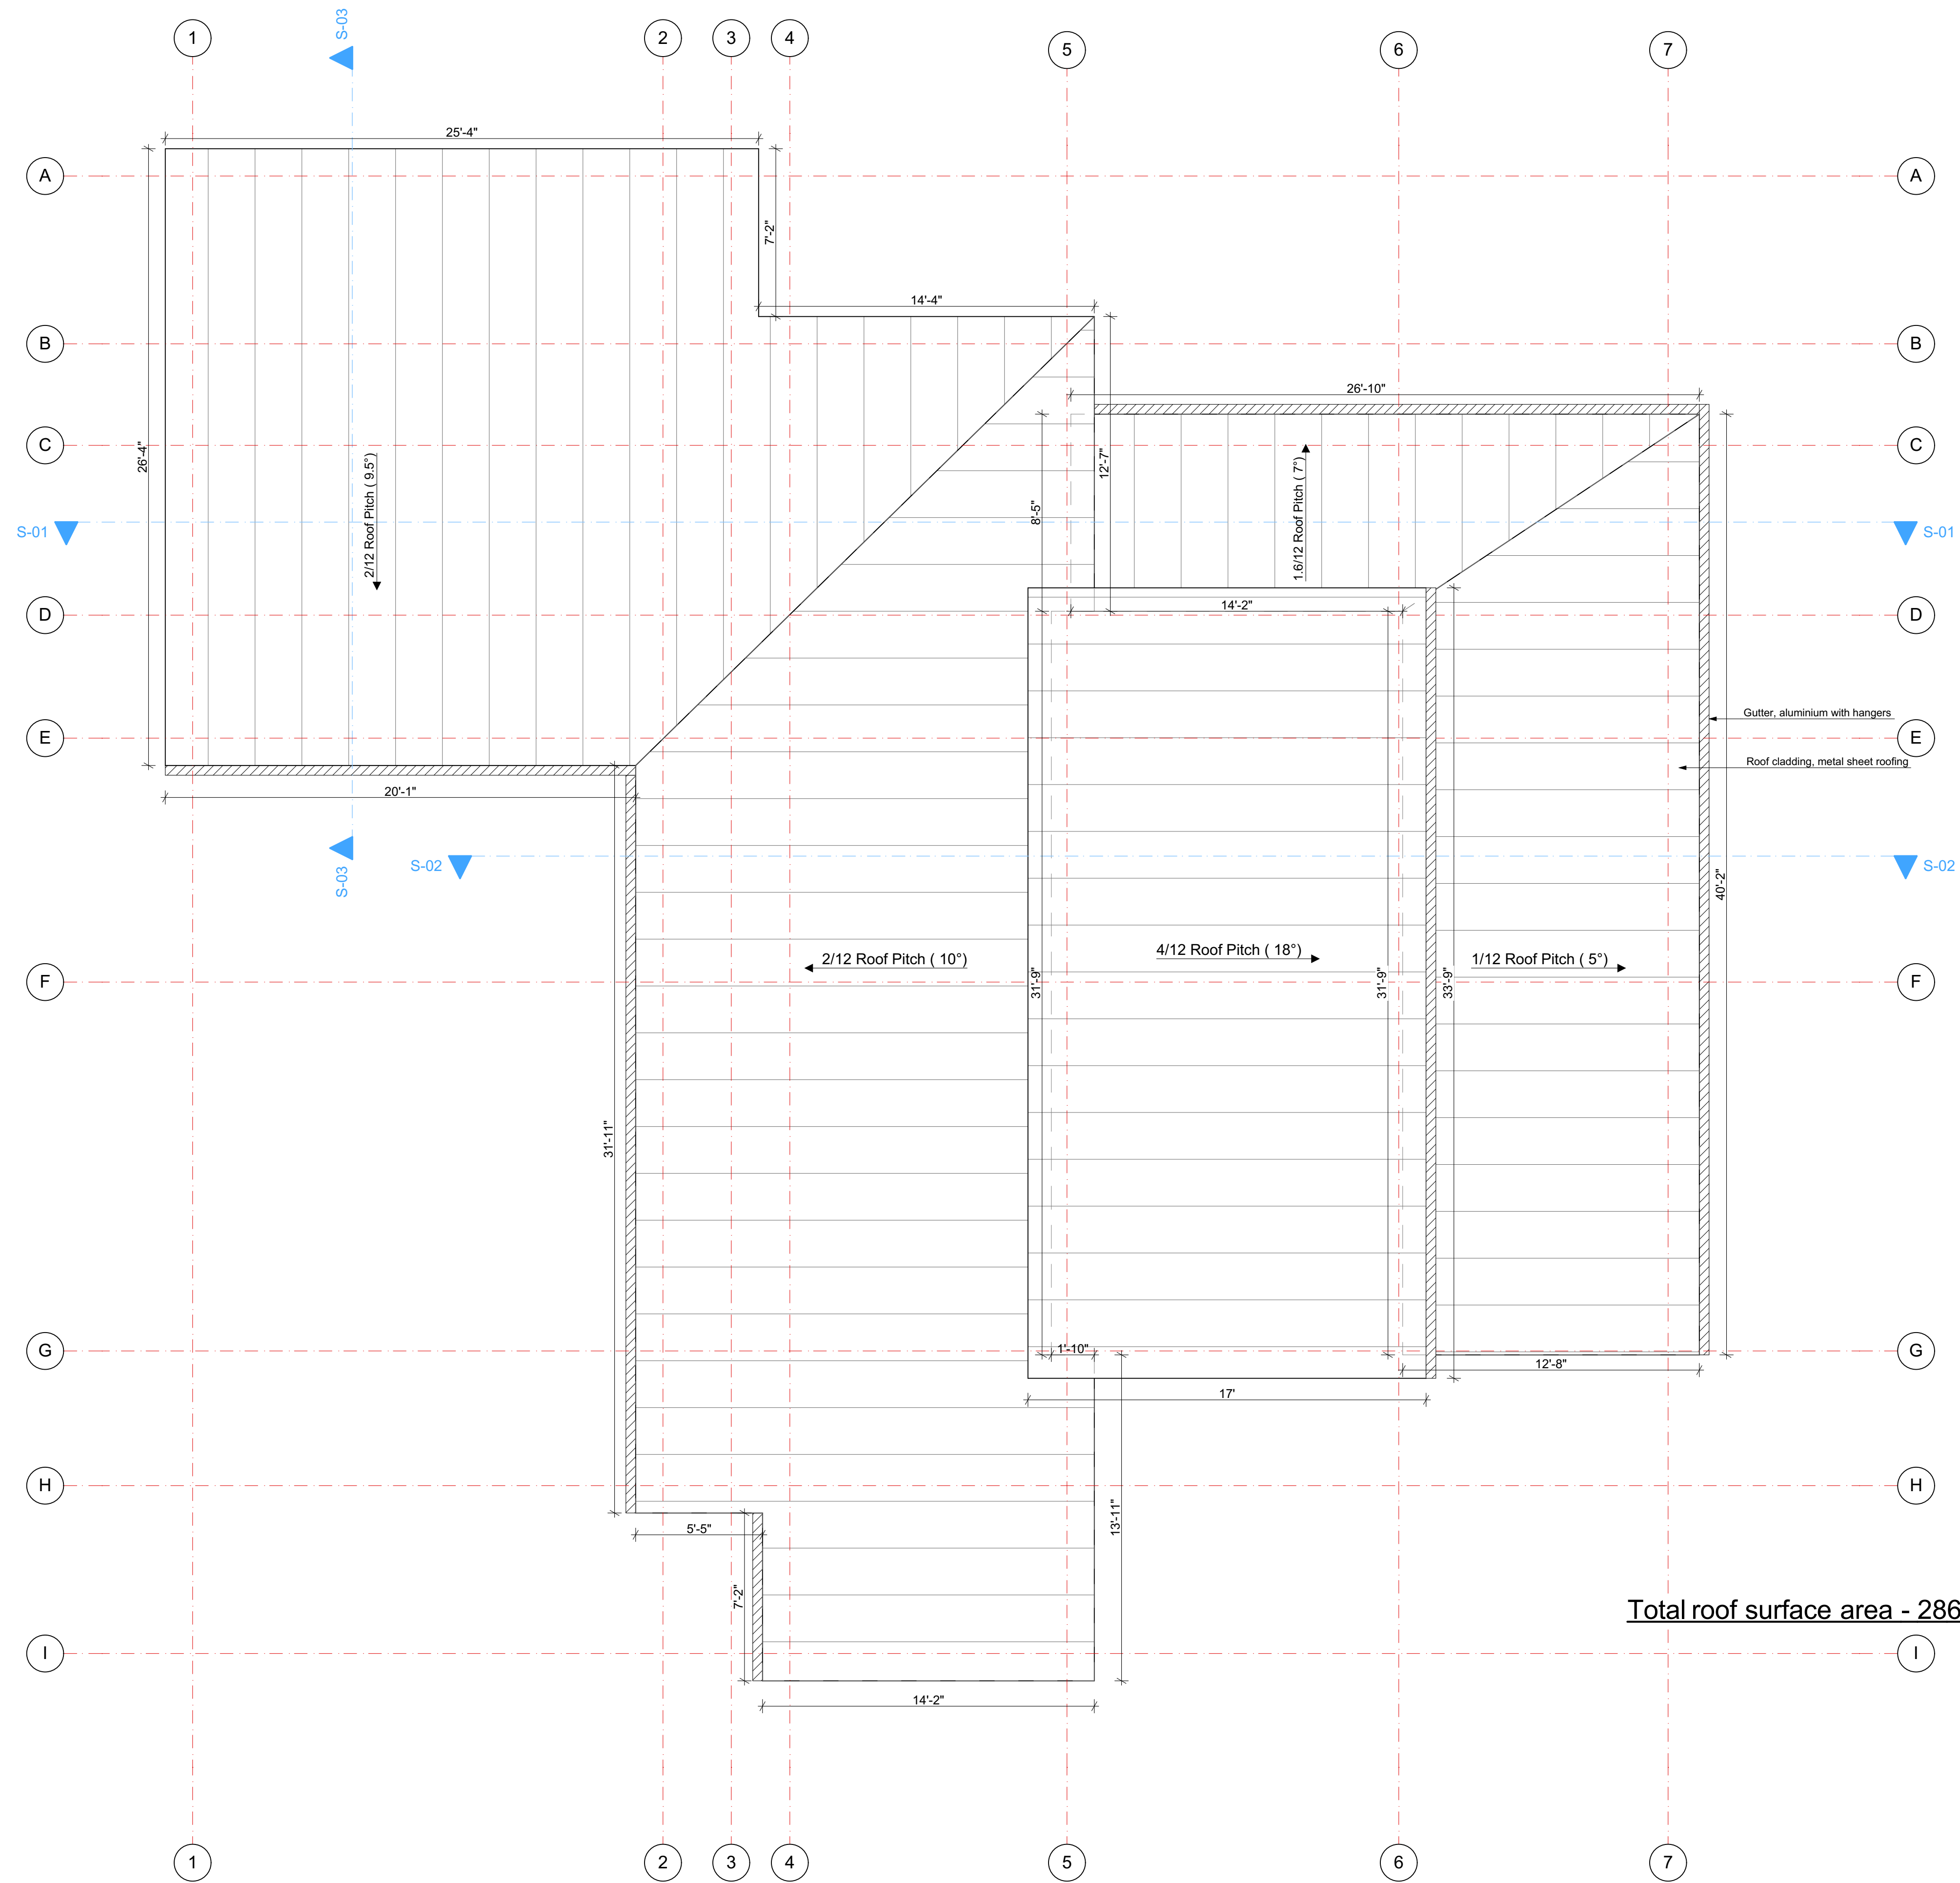 S-03
1 2 3 4 5 6 7
25'-4"
A A
7'-2"
14'-4"
B B
26'-10"
C C
26'-4"
2/12 Roof Pitch ( 9.5°)
12'-7"
8'-5"
1.6/12 Roof Pitch ( 7°)
S-01 S-01
14'-2"
D D
Gutter, aluminium with hangers
E E
Roof cladding, metal sheet roofing
20'-1"
S-03
S-02 S-02
40'-2"
2/12 Roof Pitch ( 10°)
4/12 Roof Pitch ( 18°)
1/12 Roof Pitch ( 5°)
F F
31'-9"
31'-9"
33'-9"
31'-11"
1'-10"
G G
12'-8"
17'
H H
13'-11"
5'-5"
7'-2"
Total roof surface area - 286
I I
14'-2"
1 2 3 4 5 6 7